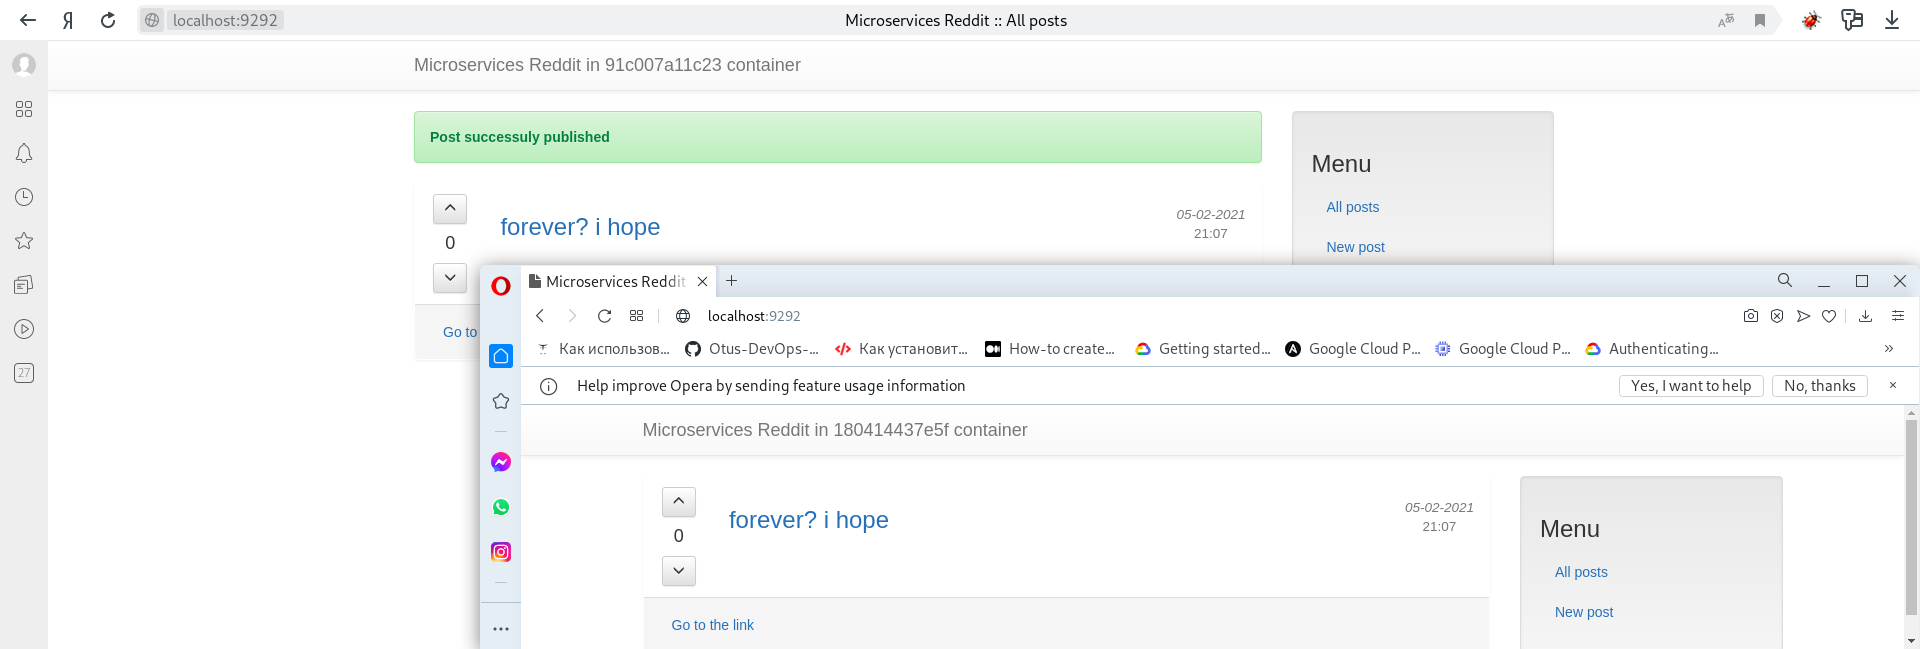 Я localhost:9292 Microservices Reddit :: All posts
Microservices Reddit in 91c007a11c23 container
Post successuly published
Menu
All posts
New post
0
forever? i hope
05-02-2021
21:07
Go to
27
Microservices Reddit
localhost:9292
Как использов... Otus-DevOps-... Как установит... How-to create... Getting started... Google Cloud P... Google Cloud P... Authenticating...
Help improve Opera by sending feature usage information Yes, I want to help No, thanks
Microservices Reddit in 180414437e5f container
0
forever? i hope
05-02-2021
21:07
Go to the link
Menu
All posts
New post